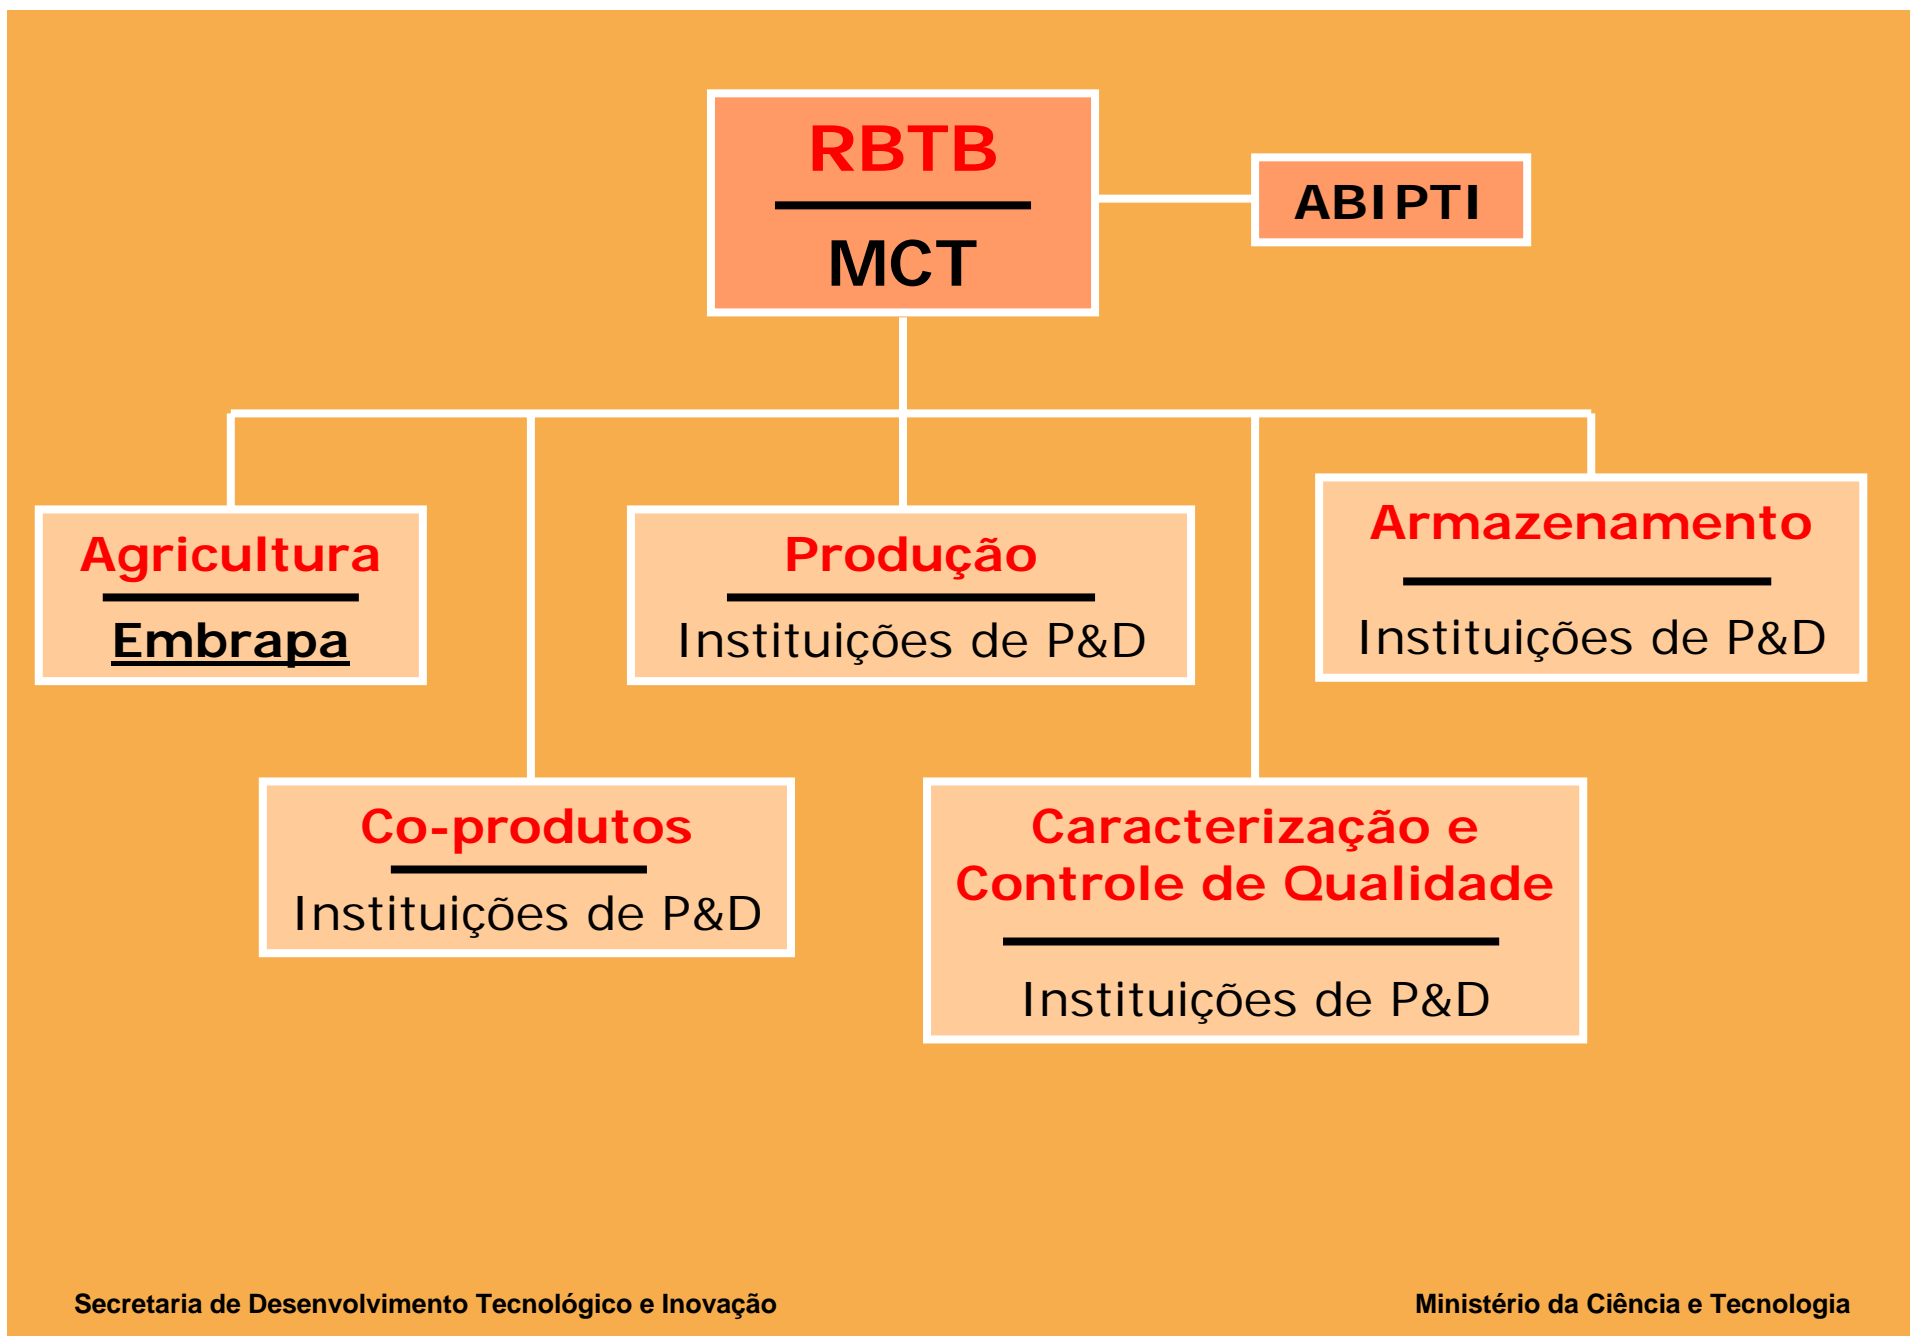 RBTB
MCT
ABIPTI
Agricultura
Embrapa
Produção
Instituições de P&D
Armazenamento
Instituições de P&D
Co-produtos
Instituições de P&D
Caracterização e
Controle de Qualidade
Instituições de P&D
Secretaria de Desenvolvimento Tecnológico e Inovação
Ministério da Ciência e Tecnologia